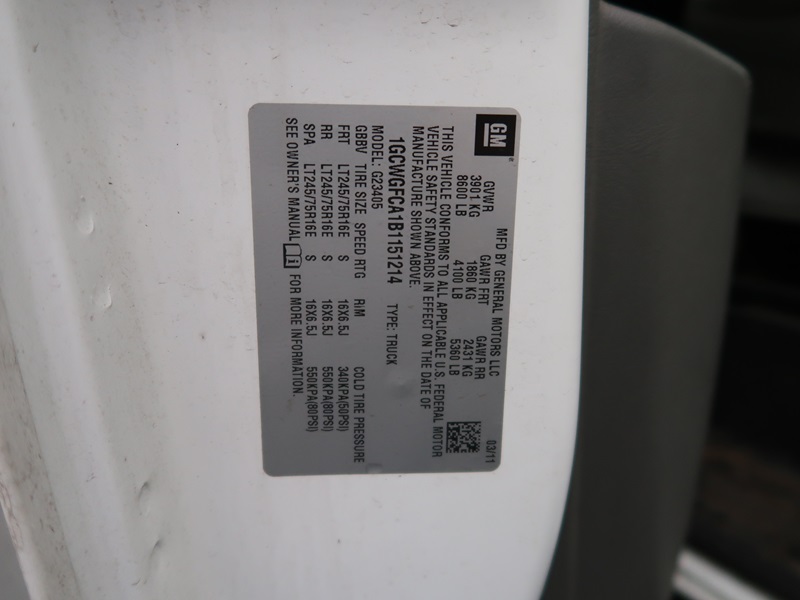 GM
MFD BY GENERAL MOTORS LLC
03/11
GVWR GAWR FRT GAWR RR
3901 KG 1860 KG 2431 KG
8600 LB 4100 LB 5360 LB
THIS VEHICLE CONFORMS TO ALL APPLICABLE U.S. FEDERAL MOTOR
VEHICLE SAFETY STANDARDS IN EFFECT ON THE DATE OF
MANUFACTURE SHOWN ABOVE.
1GCWGFCA1B1151214 TYPE: TRUCK
MODEL: G23405
GBBV TIRE SIZE SPEED RTG RIM COLD TIRE PRESSURE
FRT LT245/75R16E S 16X6.5J 340KPA(50PSI)
RR LT245/75R16E S 16X6.5J 550KPA(80PSI)
SPA LT245/75R16E S 16X6.5J 550KPA(80PSI)
SEE OWNER'S MANUAL FOR MORE INFORMATION.